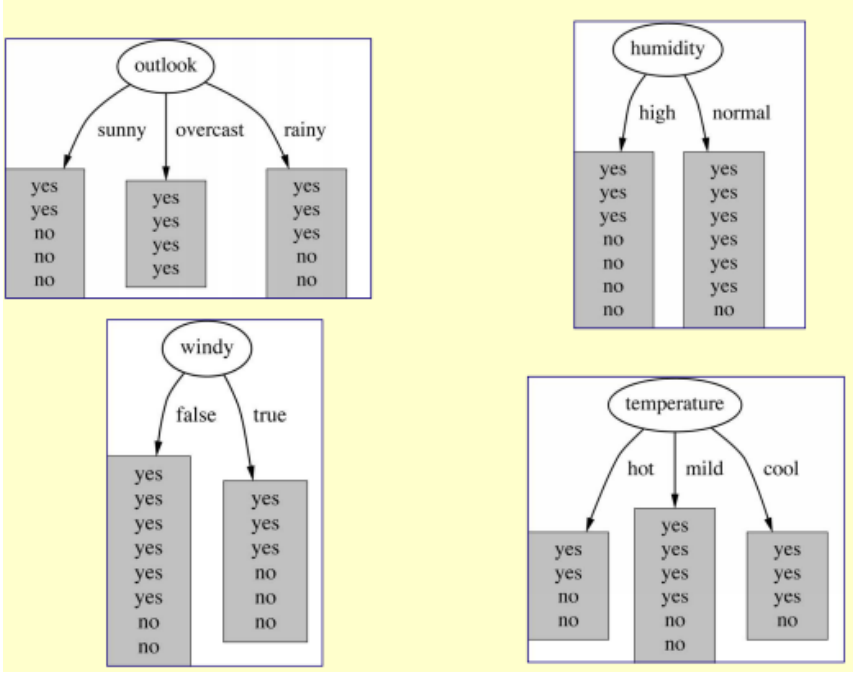 outlook
sunny overcast rainy
yes
yes
no
no
no
yes
yes
yes
yes
yes
yes
yes
no
no
humidity
high normal
yes
yes
yes
no
no
no
no
yes
yes
yes
yes
yes
yes
no
windy
false true
yes
yes
yes
yes
yes
yes
no
no
yes
yes
yes
no
no
no
temperature
hot mild cool
yes
yes
no
no
yes
yes
yes
yes
no
no
yes
yes
yes
no